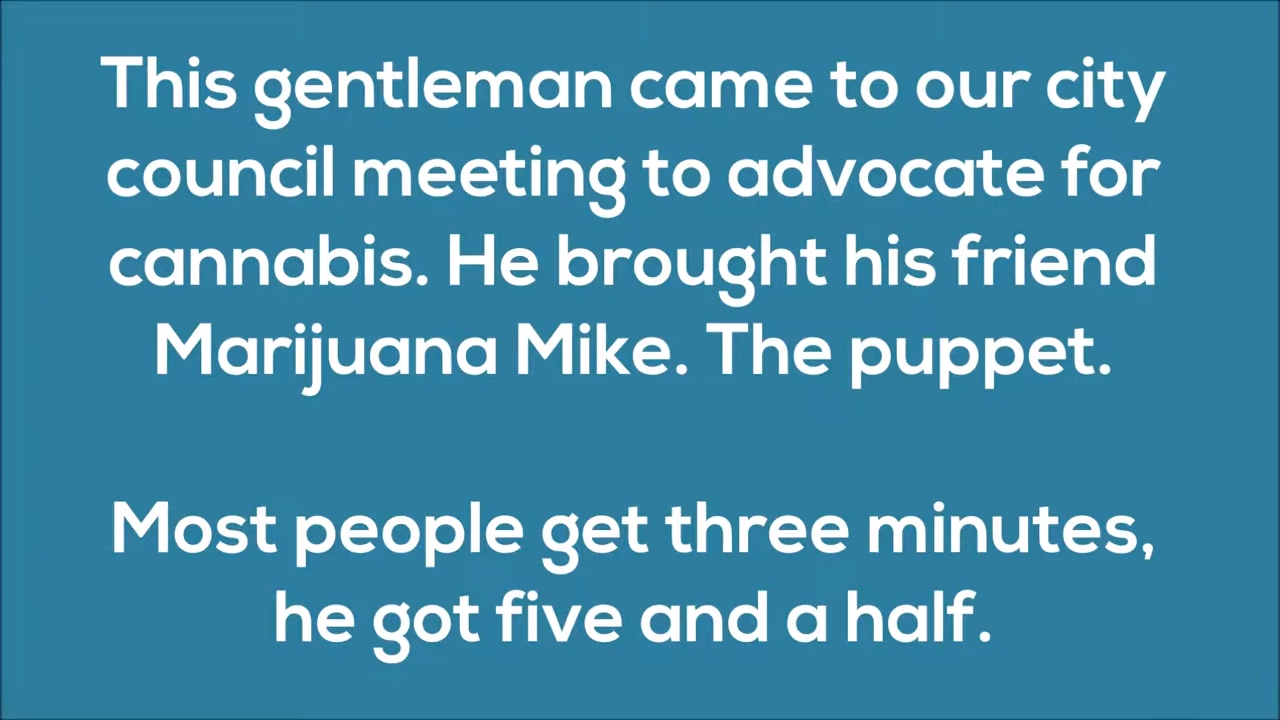 This gentleman came to our city
council meeting to advocate for
cannabis. He brought his friend
Marijuana Mike. The puppet.
Most people get three minutes,
he got five and a half.